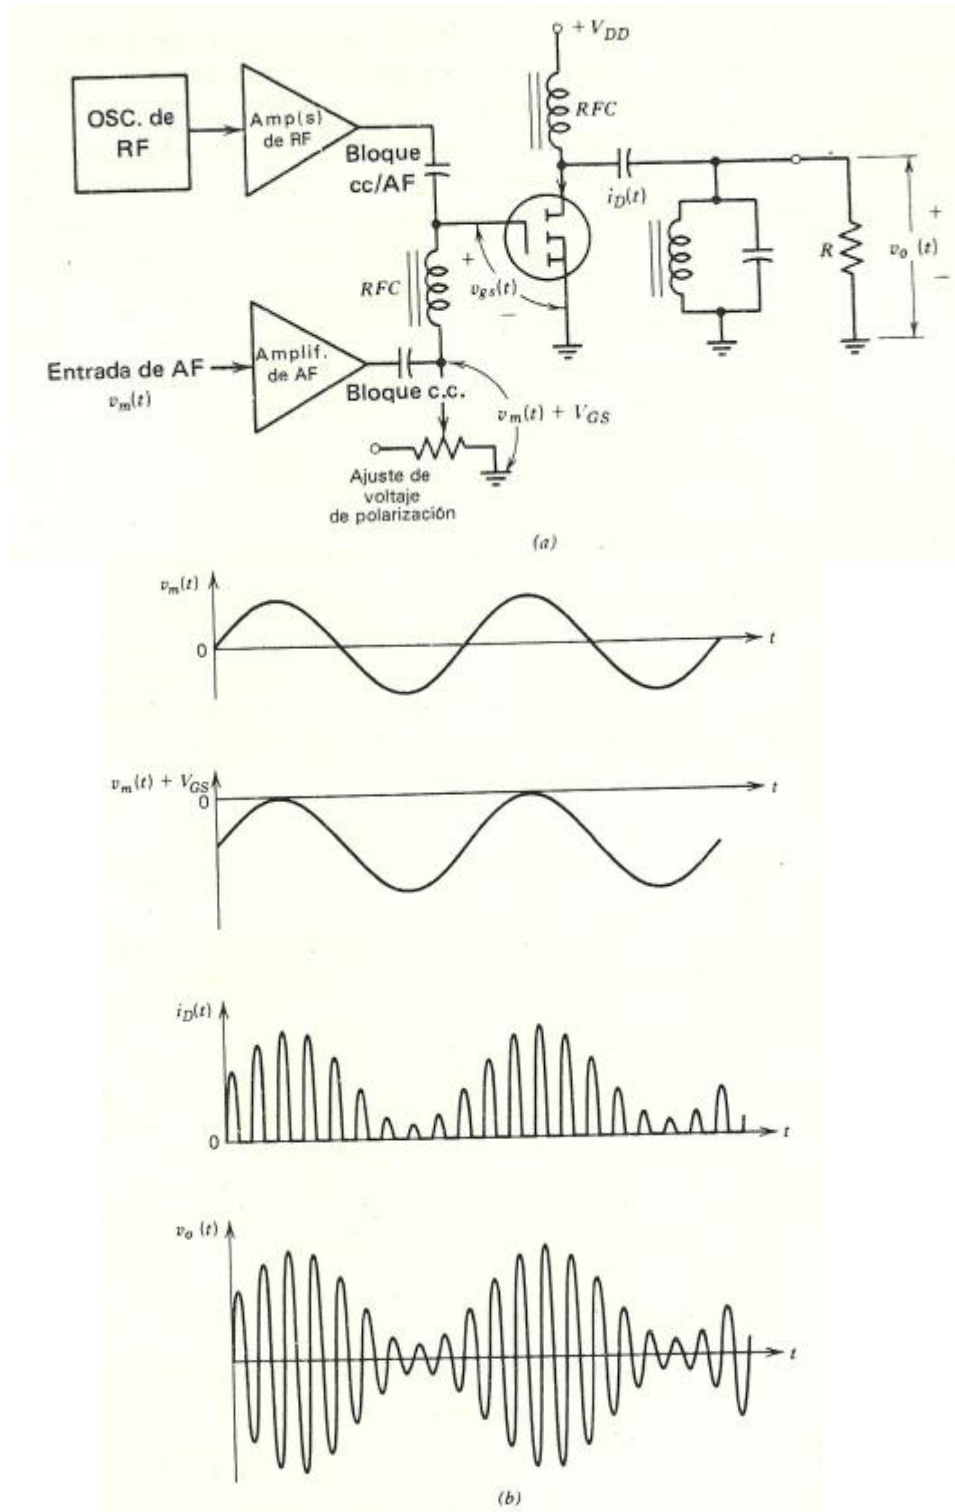 + V_DD
OSC. de
RF
Amp(s)
de RF
Bloque
cc/AF
RFC
i_D(t)
RFC
+
v_gs(t)
−
R
+
v_o (t)
−
Entrada de AF
v_m(t)
Amplif.
de AF
Bloque c.c.
v_m(t) + V_GS
Ajuste de
voltaje
de polarización
(a)
v_m(t)
0
t
v_m(t) + V_GS
0
t
i_D(t)
0
t
v_o (t)
t
(b)